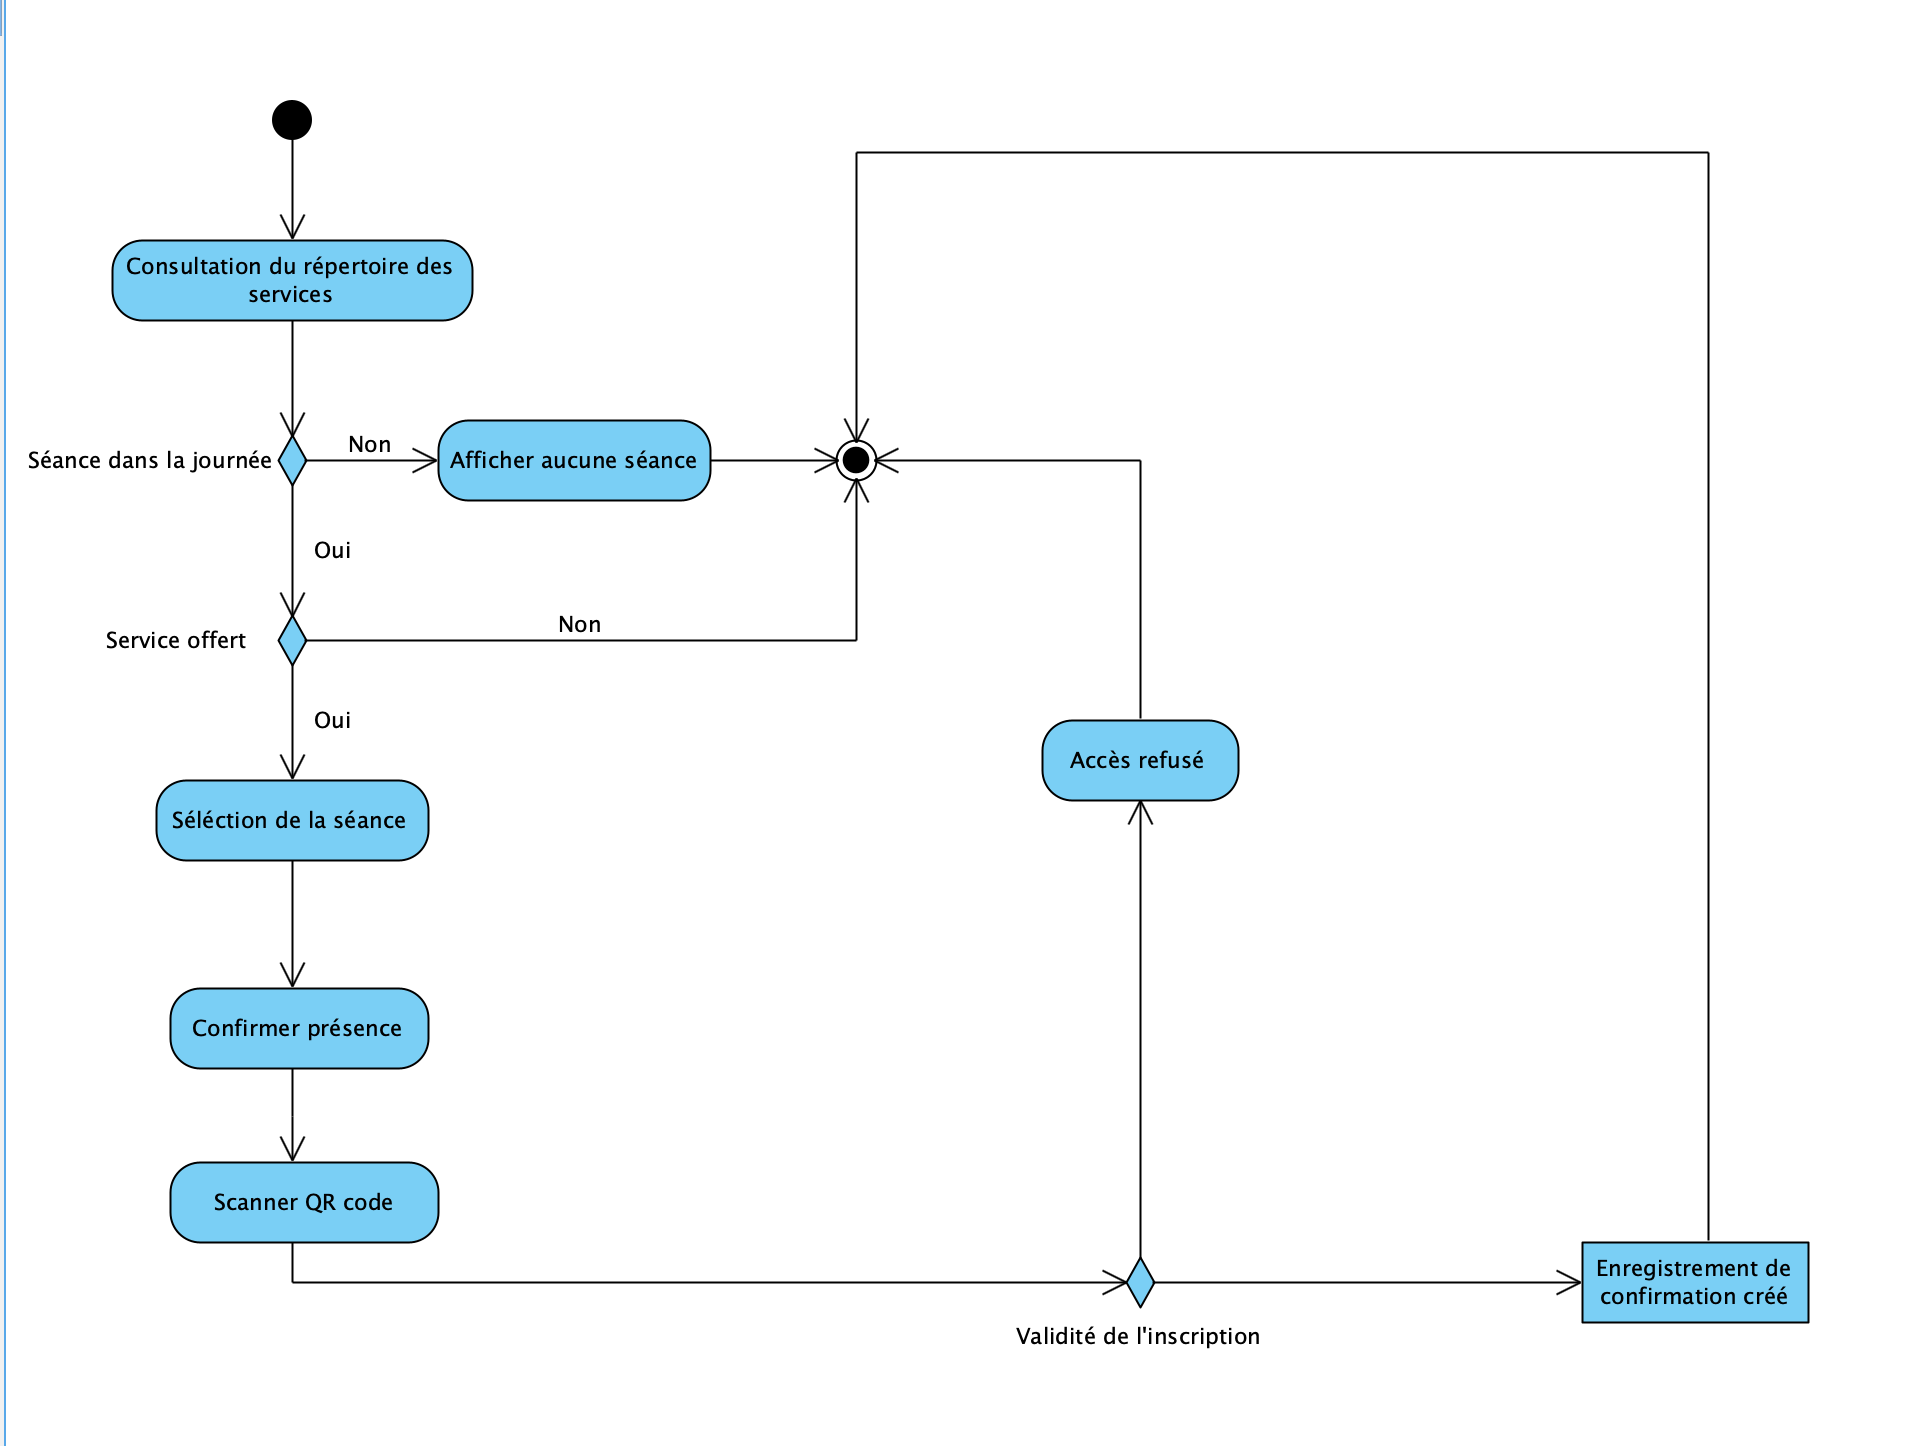 Consultation du répertoire des
services
Séance dans la journée
Non
Afficher aucune séance
Oui
Service offert
Non
Oui
Séléction de la séance
Accès refusé
Confirmer présence
Scanner QR code
Enregistrement de
confirmation créé
Validité de l'inscription